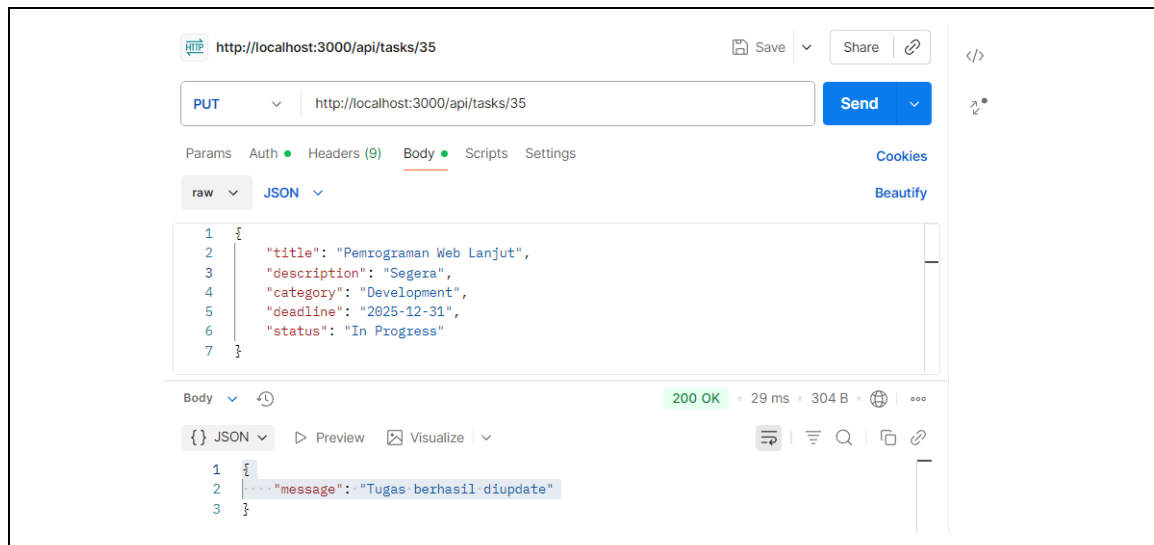 HTTP http://localhost:3000/api/tasks/35 Save Share
</>
PUT http://localhost:3000/api/tasks/35 Send
Params Auth Headers (9) Body Scripts Settings Cookies
raw JSON Beautify
1 {
2 "title": "Pemrograman Web Lanjut",
3 "description": "Segera",
4 "category": "Development",
5 "deadline": "2025-12-31",
6 "status": "In Progress"
7 }
Body 200 OK • 29 ms • 304 B
{} JSON Preview Visualize
1 {
2 "message": "Tugas berhasil diupdate"
3 }